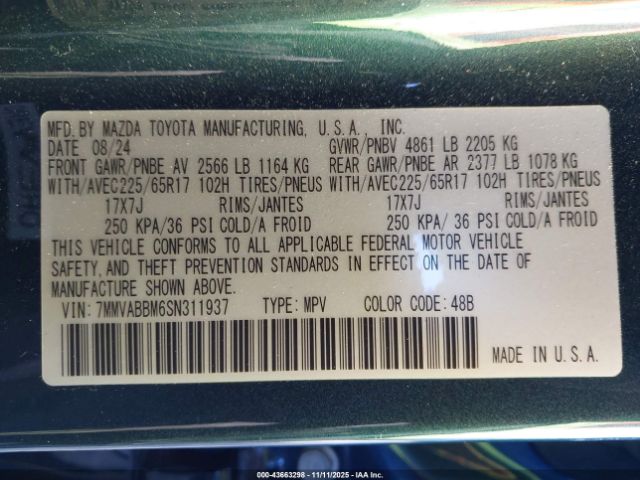 MFD.BY MAZDA TOYOTA MANUFACTURING, U.S.A., INC.
DATE 08/24 GVWR/PNBV 4861 LB 2205 KG
FRONT GAWR/PNBE AV 2566 LB 1164 KG REAR GAWR/PNBE AR 2377 LB 1078 KG
WITH/AVEC225/65R17 102H TIRES/PNEUS WITH/AVEC225/65R17 102H TIRES/PNEUS
17X7J RIMS/JANTES 17X7J RIMS/JANTES
250 KPA/36 PSI COLD/A FROID 250 KPA/ 36 PSI COLD/A FROID
THIS VEHICLE CONFORMS TO ALL APPLICABLE FEDERAL MOTOR VEHICLE
SAFETY,AND THEFT PREVENTION STANDARDS IN EFFECT ON THE DATE OF
MANUFACTURE SHOWN ABOVE.
VIN: 7MMVABBM6SN311937 TYPE: MPV COLOR CODE: 48B
MADE IN U.S.A.
000-43663298 - 11/11/2025 - IAA Inc.